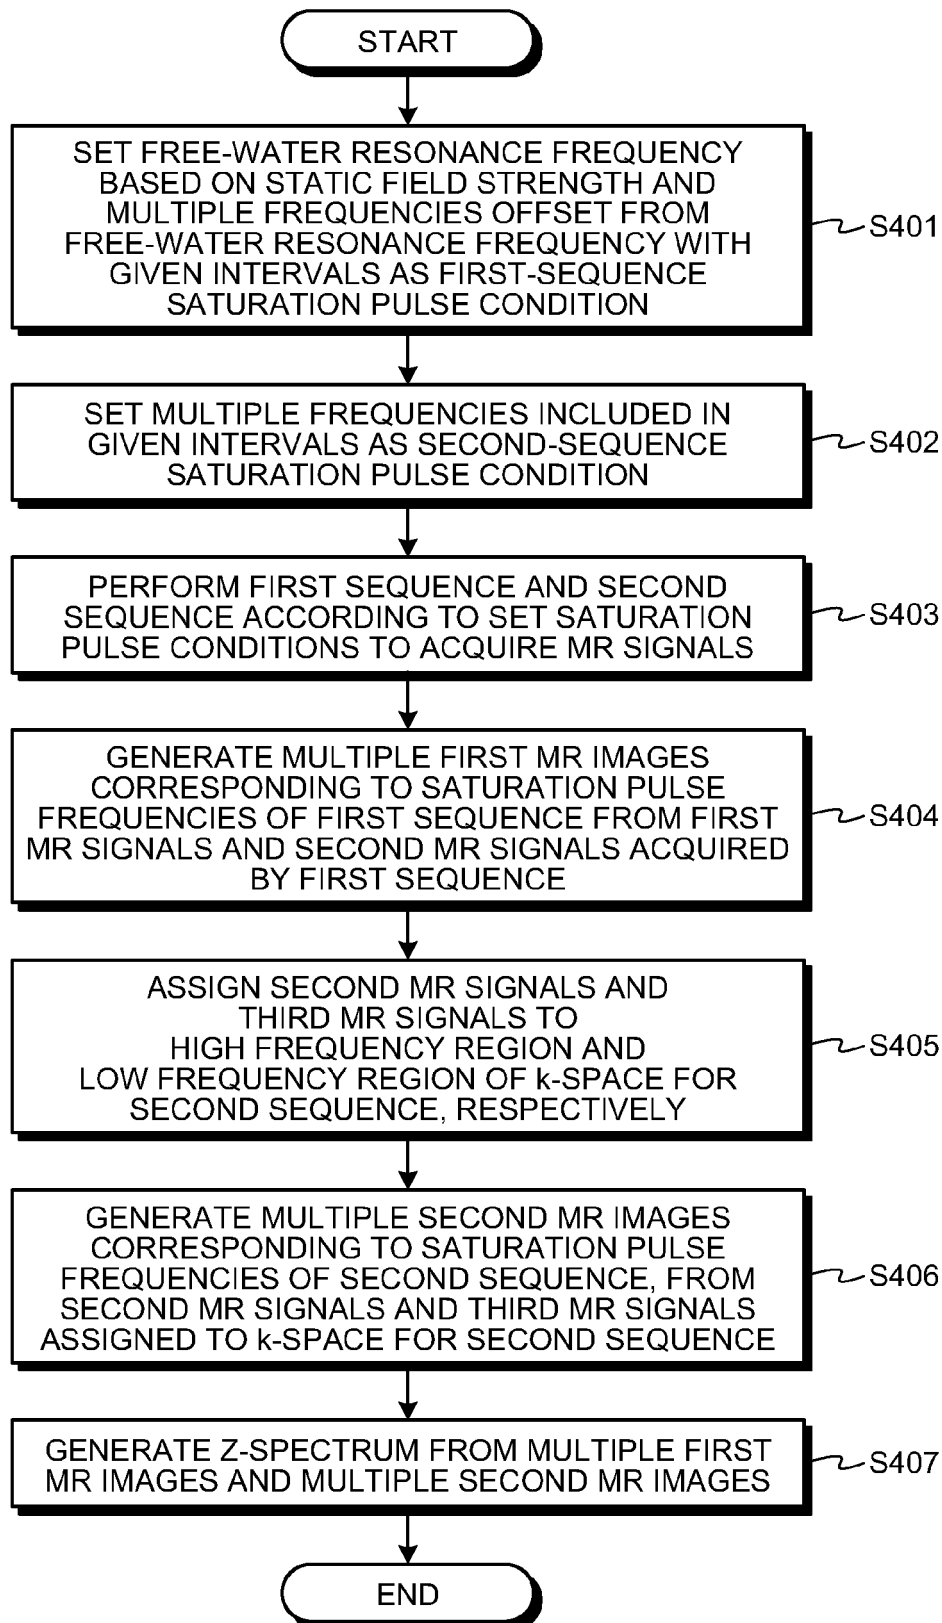 START
SET FREE-WATER RESONANCE FREQUENCY
BASED ON STATIC FIELD STRENGTH AND
MULTIPLE FREQUENCIES OFFSET FROM
FREE-WATER RESONANCE FREQUENCY WITH
GIVEN INTERVALS AS FIRST-SEQUENCE
SATURATION PULSE CONDITION
S401
SET MULTIPLE FREQUENCIES INCLUDED IN
GIVEN INTERVALS AS SECOND-SEQUENCE
SATURATION PULSE CONDITION
S402
PERFORM FIRST SEQUENCE AND SECOND
SEQUENCE ACCORDING TO SET SATURATION
PULSE CONDITIONS TO ACQUIRE MR SIGNALS
S403
GENERATE MULTIPLE FIRST MR IMAGES
CORRESPONDING TO SATURATION PULSE
FREQUENCIES OF FIRST SEQUENCE FROM FIRST
MR SIGNALS AND SECOND MR SIGNALS ACQUIRED
BY FIRST SEQUENCE
S404
ASSIGN SECOND MR SIGNALS AND
THIRD MR SIGNALS TO
HIGH FREQUENCY REGION AND
LOW FREQUENCY REGION OF k-SPACE FOR
SECOND SEQUENCE, RESPECTIVELY
S405
GENERATE MULTIPLE SECOND MR IMAGES
CORRESPONDING TO SATURATION PULSE
FREQUENCIES OF SECOND SEQUENCE, FROM
SECOND MR SIGNALS AND THIRD MR SIGNALS
ASSIGNED TO k-SPACE FOR SECOND SEQUENCE
S406
GENERATE Z-SPECTRUM FROM MULTIPLE FIRST
MR IMAGES AND MULTIPLE SECOND MR IMAGES
S407
END